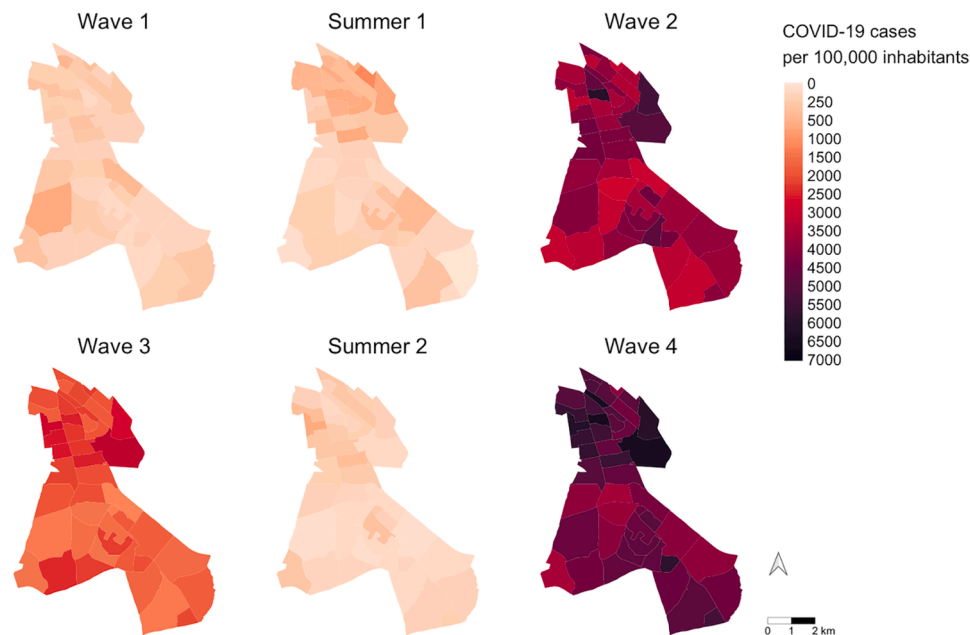 Wave 1
Summer 1
Wave 2
COVID-19 cases
per 100,000 inhabitants
0
250
500
1000
1500
2000
2500
3000
3500
4000
4500
5000
5500
6000
6500
7000
Wave 3
Summer 2
Wave 4
0 1 2 km